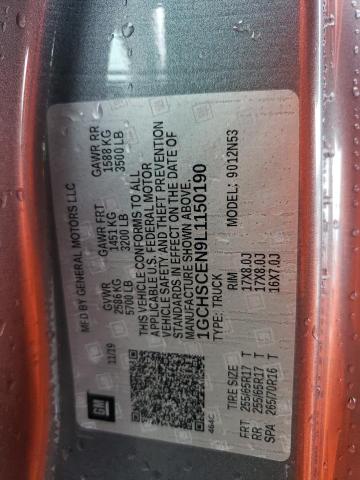 MFD BY GENERAL MOTORS LLC
11/19
GVWR
2586 KG
5700 LB
GAWR FRT
1451 KG
3200 LB
GAWR RR
1588 KG
3500 LB
THIS VEHICLE CONFORMS TO ALL
APPLICABLE U.S. FEDERAL MOTOR
VEHICLE SAFETY AND THEFT PREVENTION
STANDARDS IN EFFECT ON THE DATE OF
MANUFACTURE SHOWN ABOVE.
1GCHSCEN9L1150190
TYPE: TRUCK
MODEL: 9012N53
GM
464C
TIRE SIZE RIM
FRT 255/65R17 T 17X8.0J
RR 255/65R17 T 17X8.0J
SPA 265/70R16 T 16X7.0J